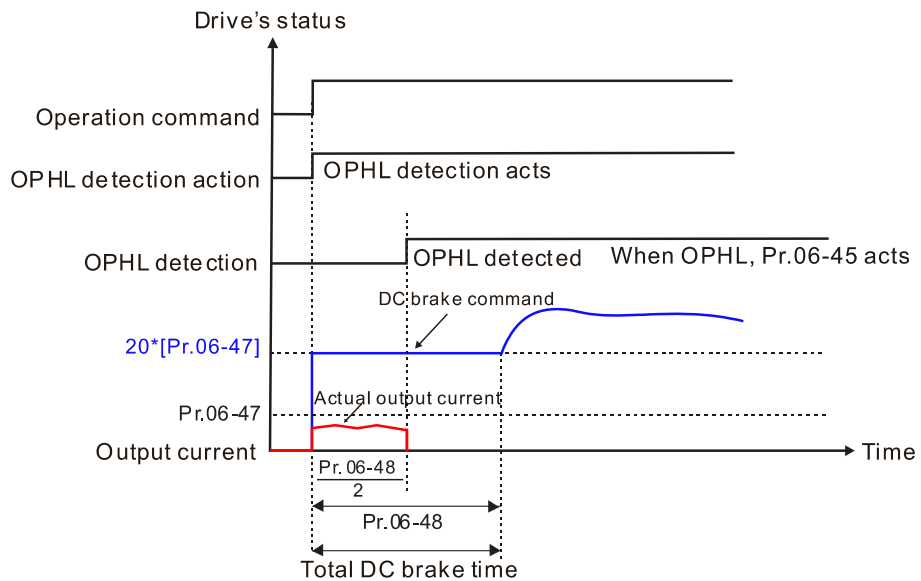 Drive's status
Operation command
OPHL detection action
OPHL detection acts
OPHL detection
OPHL detected
When OPHL, Pr.06-45 acts
DC brake command
20*[Pr.06-47]
Actual output current
Pr.06-47
Output current
Time
Pr.06-48
2
Pr.06-48
Total DC brake time